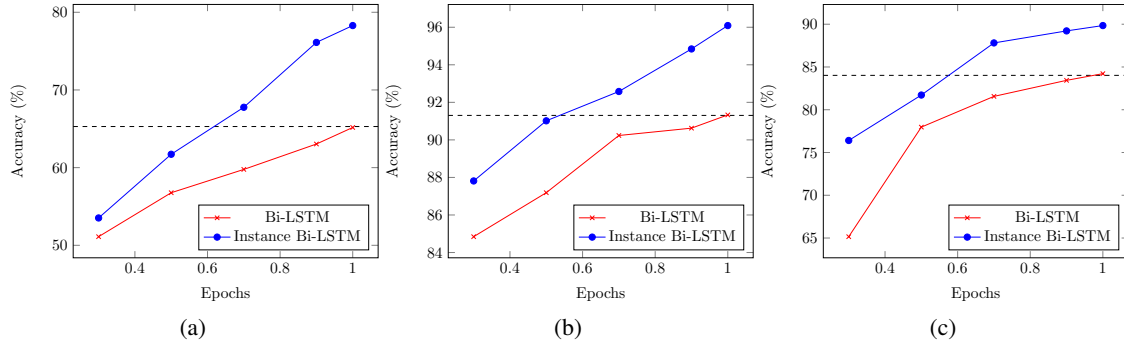 80
70
60
50
Accuracy (%)
0.4 0.6 0.8 1
Epochs
Bi-LSTM
Instance Bi-LSTM
(a)
96
94
92
90
88
86
84
Accuracy (%)
0.4 0.6 0.8 1
Epochs
Bi-LSTM
Instance Bi-LSTM
(b)
90
85
80
75
70
65
Accuracy (%)
0.4 0.6 0.8 1
Epochs
Bi-LSTM
Instance Bi-LSTM
(c)